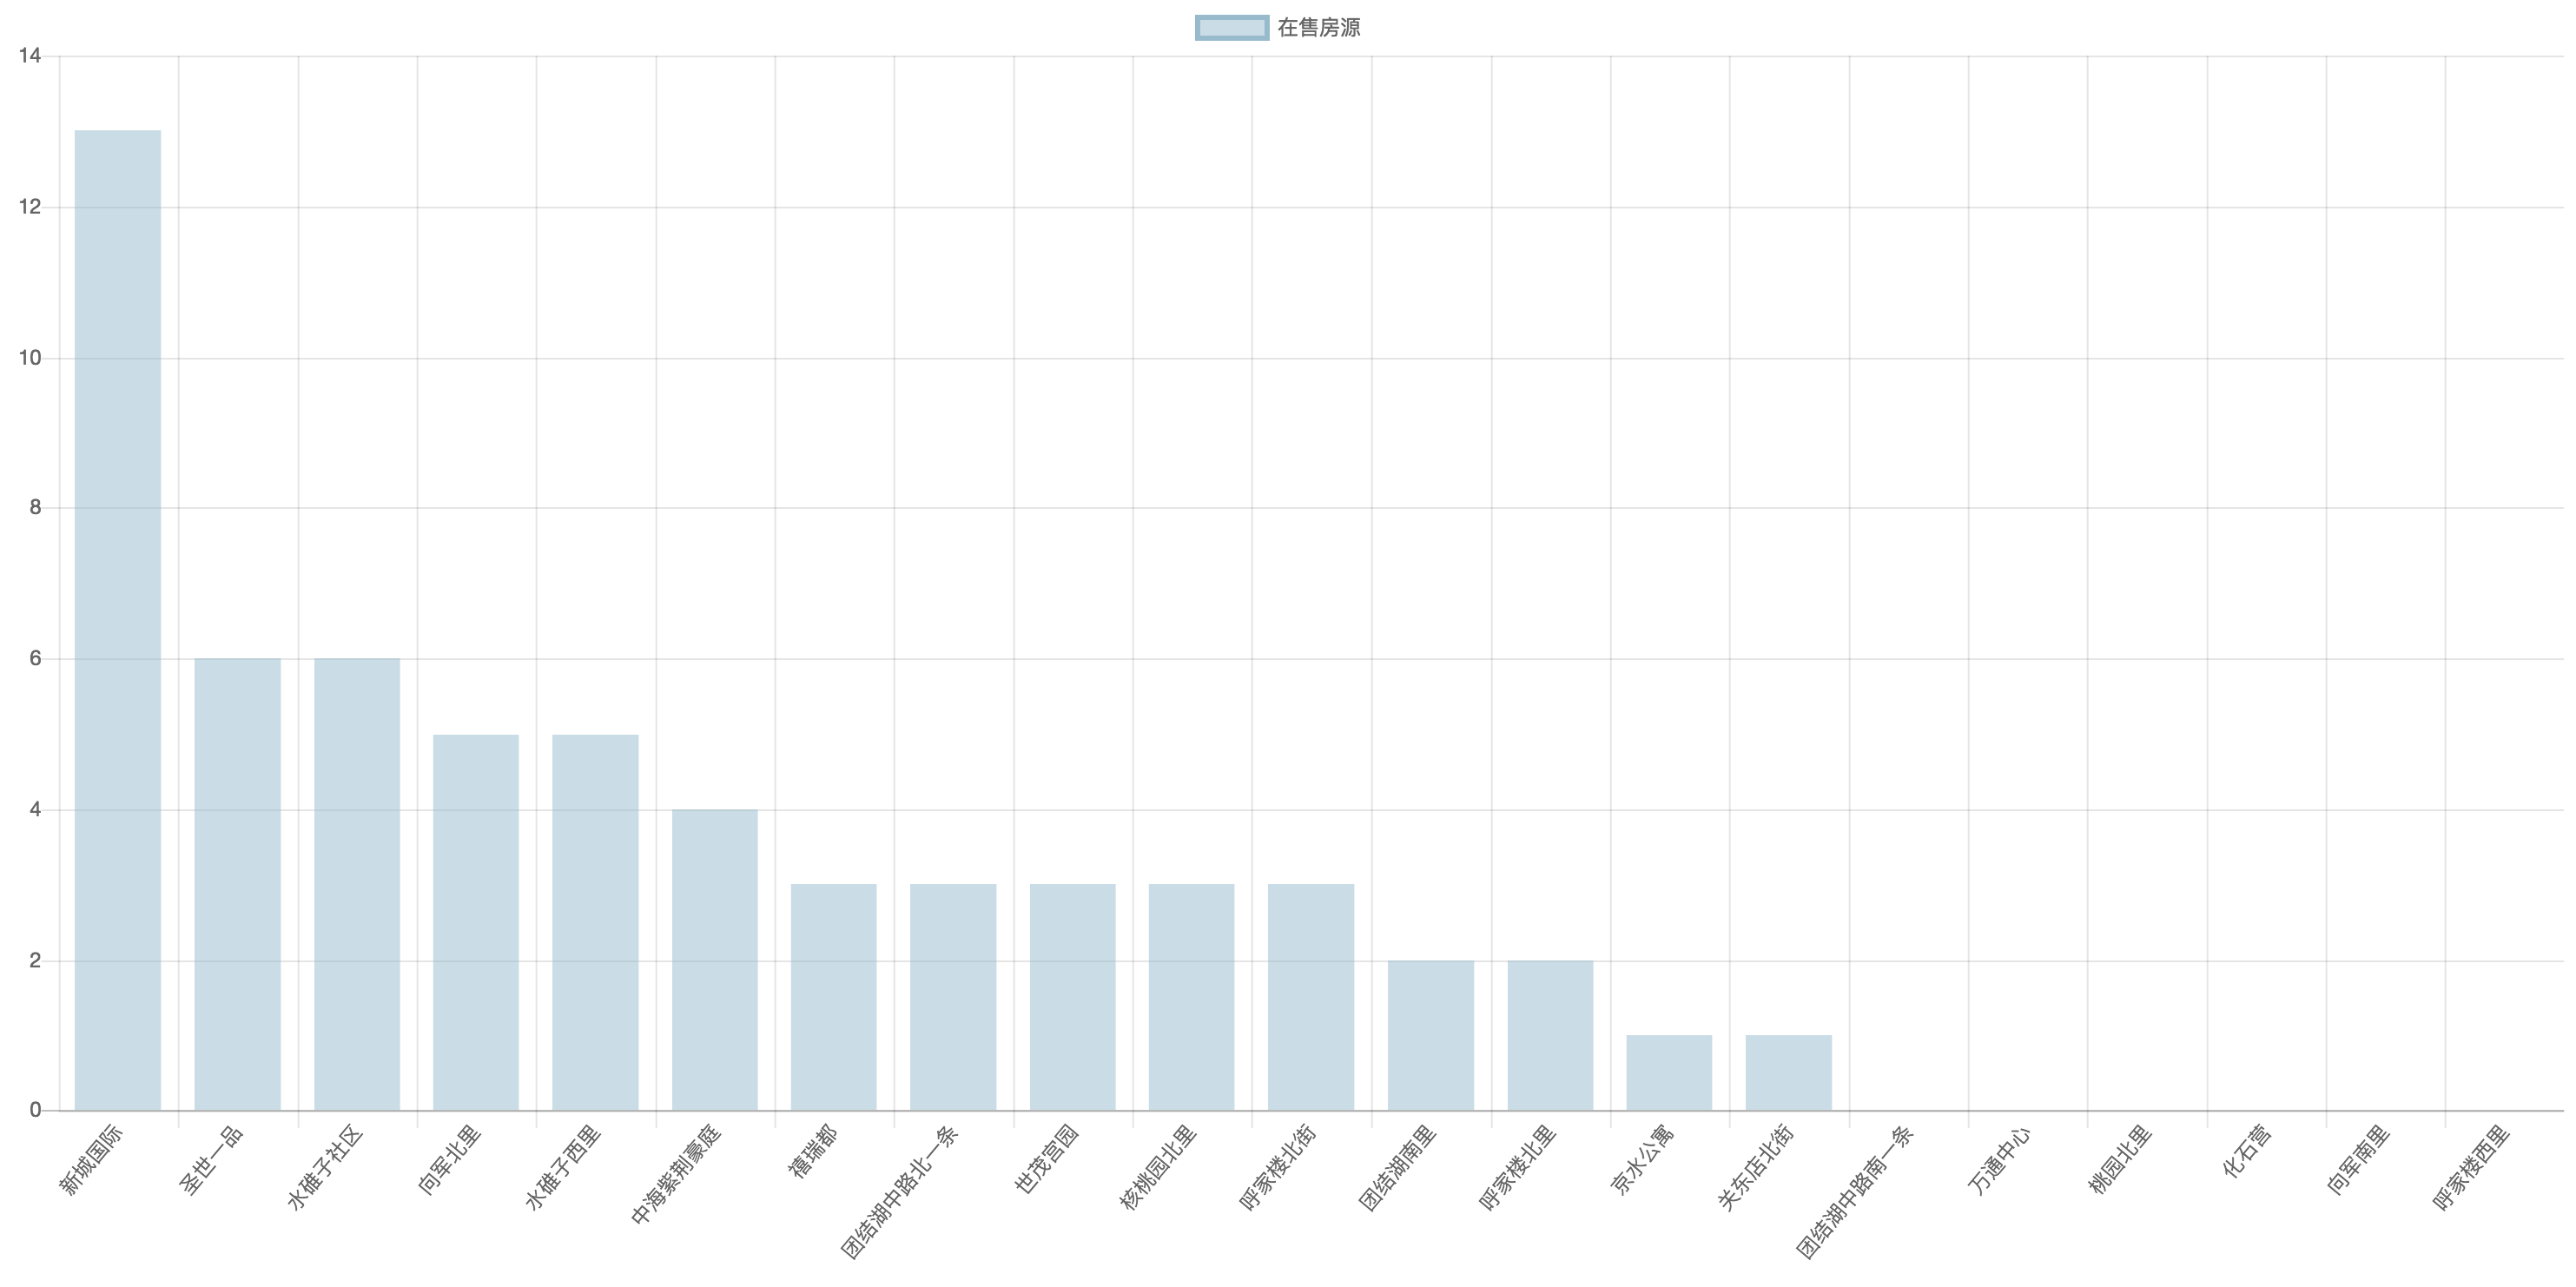 在售房源
14
12
10
8
6
4
2
0
新城国际
圣世一品
水碓子社区
向军北里
水碓子西里
中海紫荆豪庭
禧瑞都
团结湖中路北一条
世茂宫园
核桃园北里
呼家楼北街
团结湖南里
呼家楼北里
京水公寓
关东店北街
团结湖中路南一条
万通中心
桃园北里
化石营
向军南里
呼家楼西里